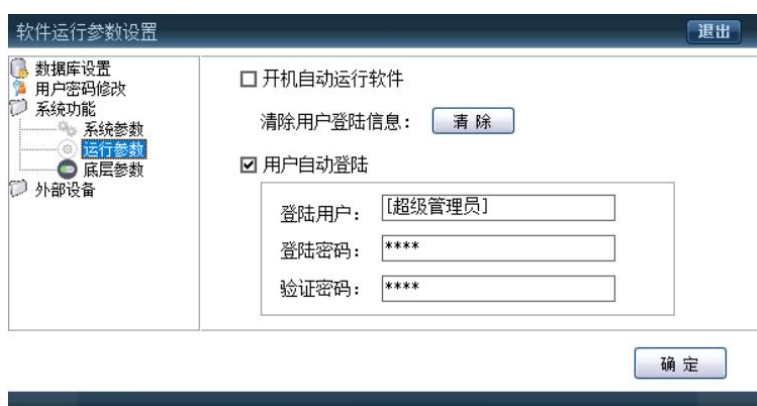 软件运行参数设置
退出
数据库设置
用户密码修改
系统功能
系统参数
运行参数
底层参数
外部设备
开机自动运行软件
清除用户登陆信息： 清 除
用户自动登陆
登陆用户： [超级管理员]
登陆密码： ****
验证密码： ****
确 定